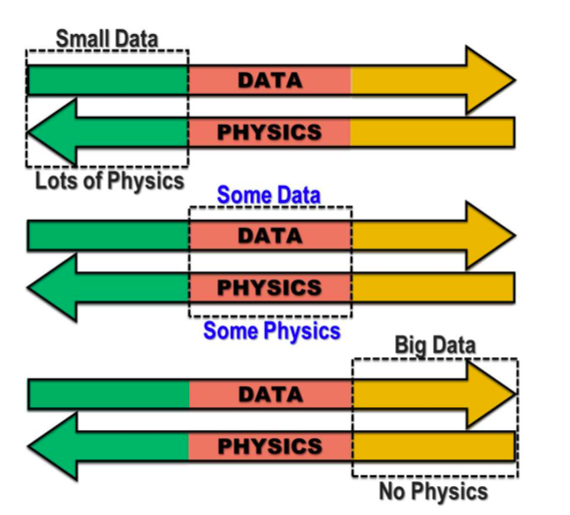 Small Data
DATA
PHYSICS
Lots of Physics
Some Data
DATA
PHYSICS
Some Physics
Big Data
DATA
PHYSICS
No Physics